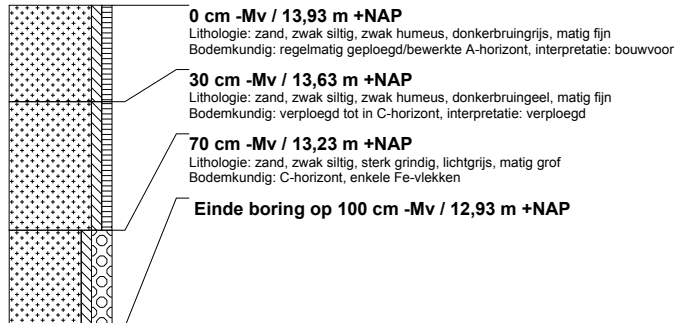 0 cm -Mv / 13,93 m +NAP
Lithologie: zand, zwak siltig, zwak humeus, donkerbruingrijs, matig fijn
Bodemkundig: regelmatig geploegd/bewerkte A-horizont, interpretatie: bouwvoor
30 cm -Mv / 13,63 m +NAP
Lithologie: zand, zwak siltig, zwak humeus, donkerbruingeel, matig fijn
Bodemkundig: verploegd tot in C-horizont, interpretatie: verploegd
70 cm -Mv / 13,23 m +NAP
Lithologie: zand, zwak siltig, sterk grindig, lichtgrijs, matig grof
Bodemkundig: C-horizont, enkele Fe-vlekken
Einde boring op 100 cm -Mv / 12,93 m +NAP